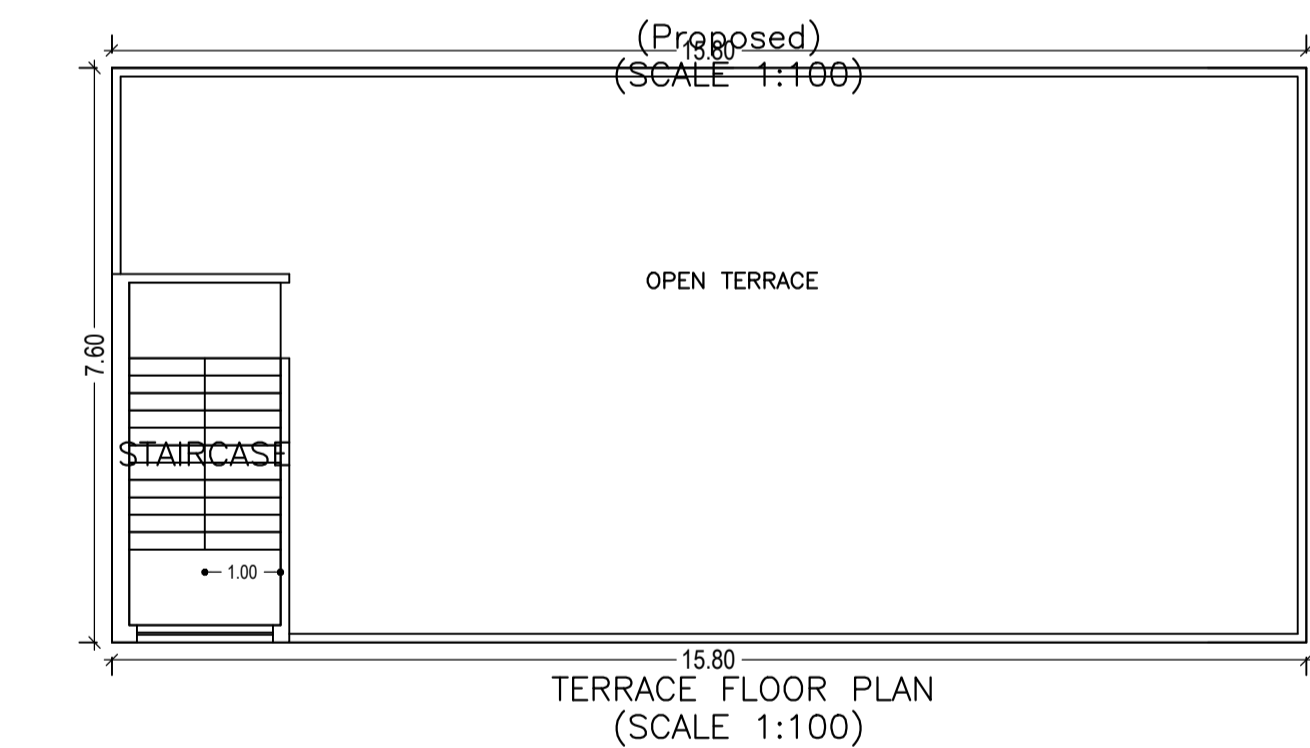 (Proposed)
15.80
(SCALE 1:100)
OPEN TERRACE
7.60
STAIRCASE
1.00
15.80
TERRACE FLOOR PLAN
(SCALE 1:100)